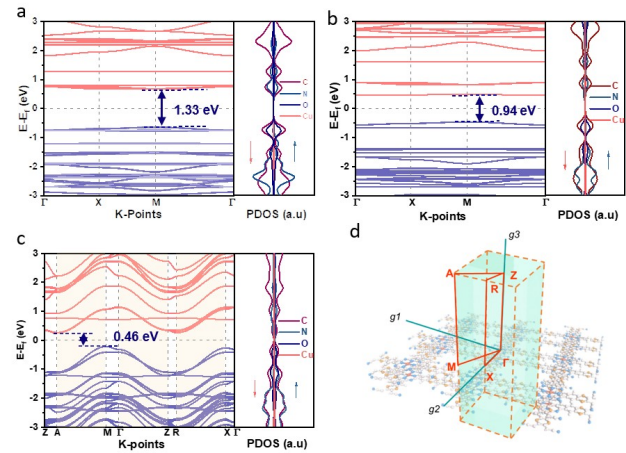 a
3
2
1
0
-1
-2
-3
E-Ef (eV)
1.33 eV
Γ
X
M
Γ
K-Points
C
N
O
Cu
PDOS (a.u)
b
3
2
1
0
-1
-2
-3
E-Ef (eV)
0.94 eV
Γ
X
M
Γ
K-Points
C
N
O
Cu
PDOS (a.u)
c
3
2
1
0
-1
-2
-3
E-Ef (eV)
0.46 eV
Z A
M Γ
Z R
X Γ
K-points
C
N
O
Cu
PDOS (a.u)
d
g3
A
Z
R
g1
M
Γ
X
g2